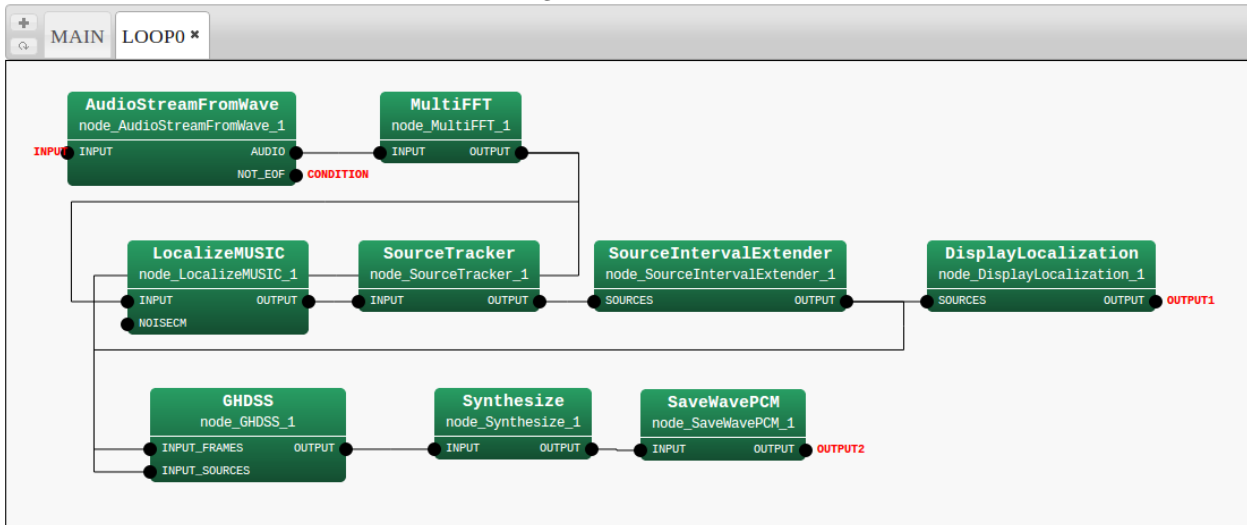 MAIN
LOOP0 ×
AudioStreamFromWave
node_AudioStreamFromWave_1
INPUT INPUT AUDIO
NOT_EOF CONDITION
MultiFFT
node_MultiFFT_1
INPUT OUTPUT
LocalizeMUSIC
node_LocalizeMUSIC_1
INPUT OUTPUT
NOISECM
SourceTracker
node_SourceTracker_1
INPUT OUTPUT
SourceIntervalExtender
node_SourceIntervalExtender_1
SOURCES OUTPUT
DisplayLocalization
node_DisplayLocalization_1
SOURCES OUTPUT OUTPUT1
GHDSS
node_GHDSS_1
INPUT_FRAMES OUTPUT
INPUT_SOURCES
Synthesize
node_Synthesize_1
INPUT OUTPUT
SaveWavePCM
node_SaveWavePCM_1
INPUT OUTPUT OUTPUT2